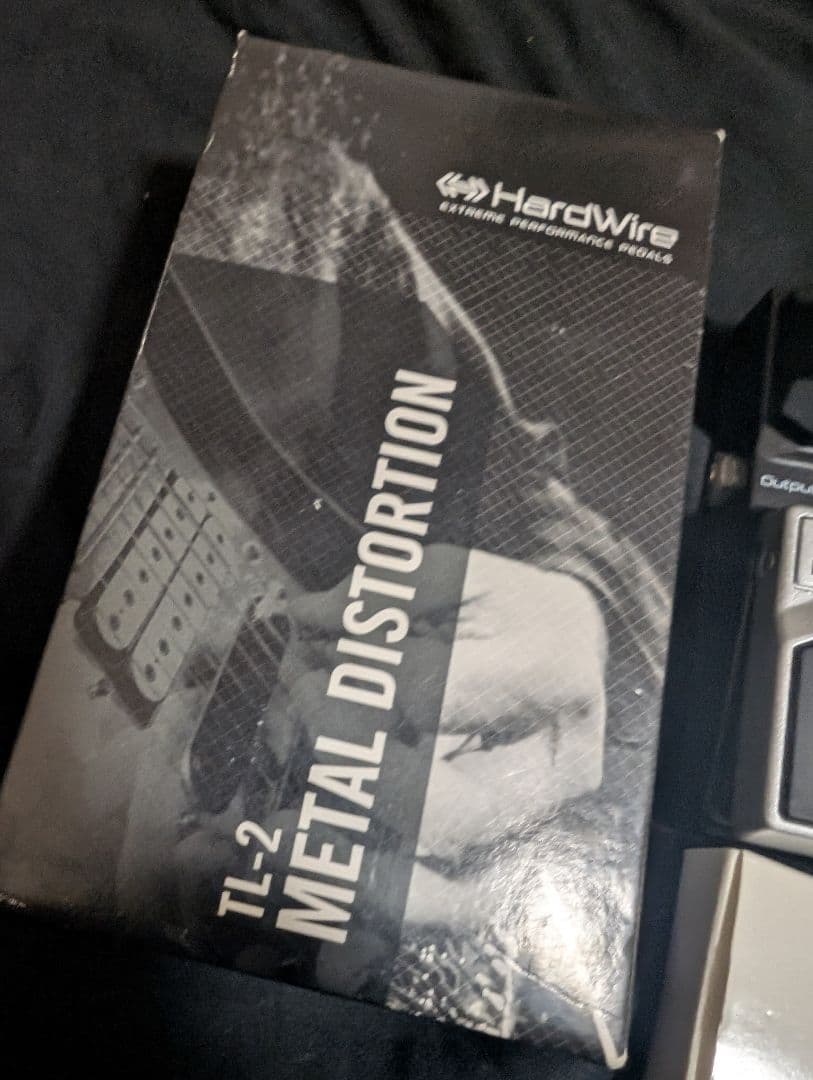 HardWire
EXTREME PERFORMANCE PEDALS
TL-2
METAL DISTORTION